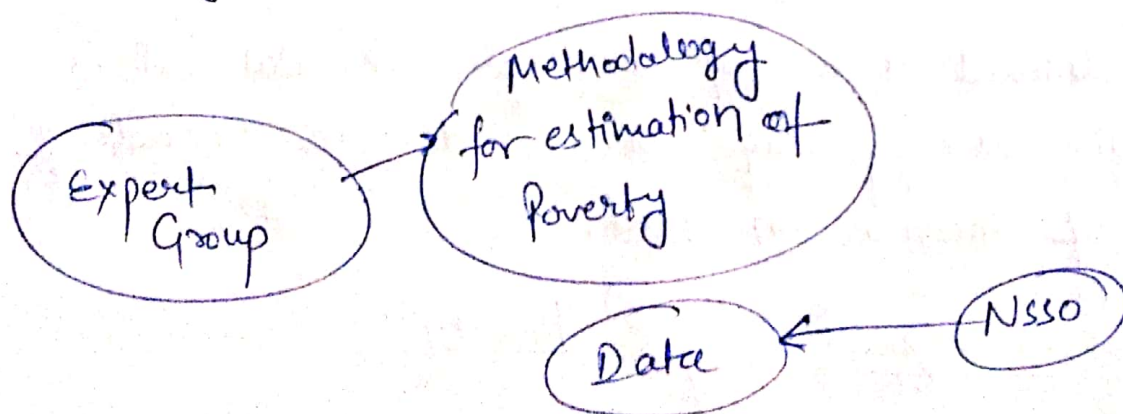 Expert
Group
Methodology
for estimation of
Poverty
Data
NSSO